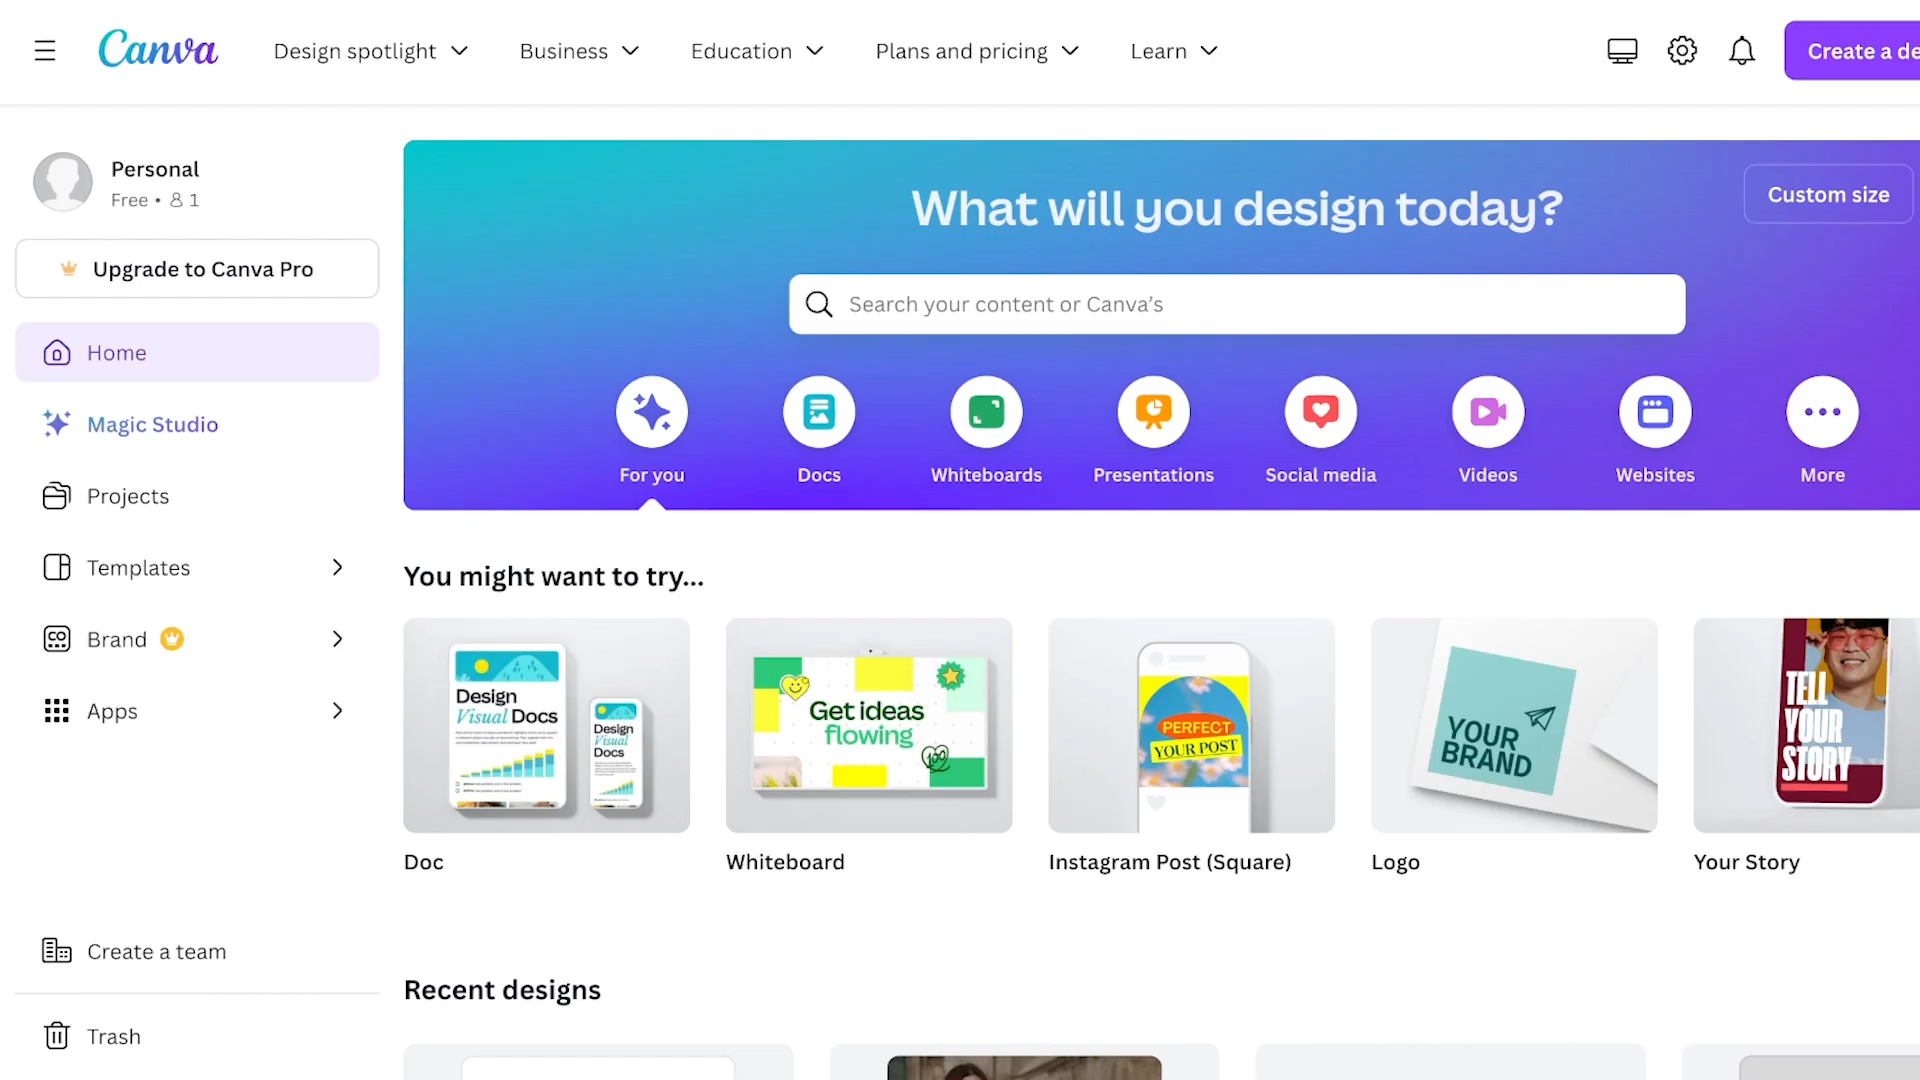 Canva
Design spotlight
Business
Education
Plans and pricing
Learn
Create a de
Personal
Free • 1
Upgrade to Canva Pro
Home
Magic Studio
Projects
Templates
Brand
Apps
Create a team
Trash
What will you design today?
Custom size
Search your content or Canva’s
For you
Docs
Whiteboards
Presentations
Social media
Videos
Websites
More
You might want to try...
Design
Visual Docs
Design
Visual
Docs
Get ideas
flowing
100
PERFECT
YOUR POST
YOUR
BRAND
TELL
YOUR
STORY
Doc
Whiteboard
Instagram Post (Square)
Logo
Your Story
Recent designs